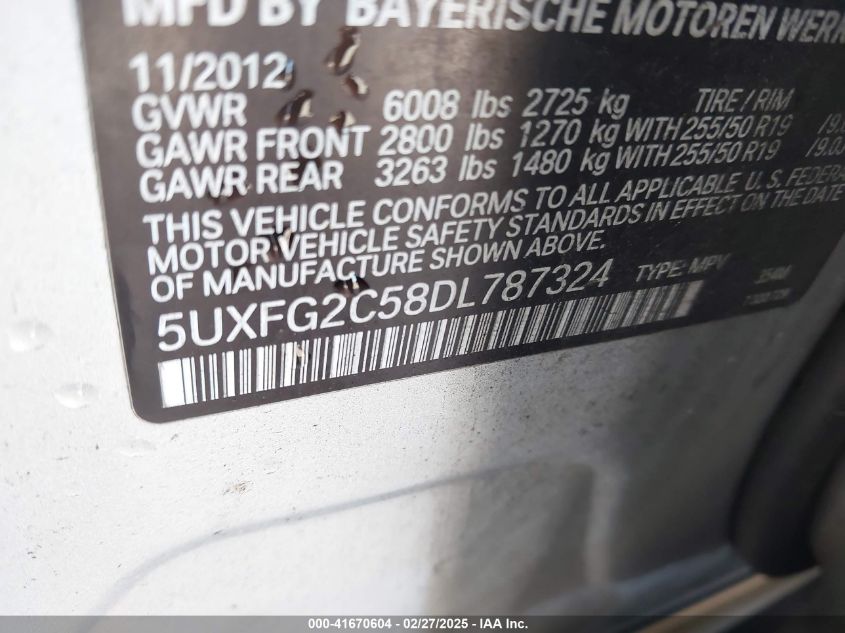 MFD BY BAYERISCHE MOTOREN WERK
11/2012
GVWR 6008 lbs 2725 kg TIRE / RIM
GAWR FRONT 2800 lbs 1270 kg WITH 255/50 R19
GAWR REAR 3263 lbs 1480 kg WITH 255/50 R19 /9.0J
THIS VEHICLE CONFORMS TO ALL APPLICABLE U.S. FEDERA
MOTOR VEHICLE SAFETY STANDARDS IN EFFECT ON THE DATE
OF MANUFACTURE SHOWN ABOVE.
5UXFG2C58DL787324 TYPE: MPV
000-41670604 - 02/27/2025 - IAA Inc.